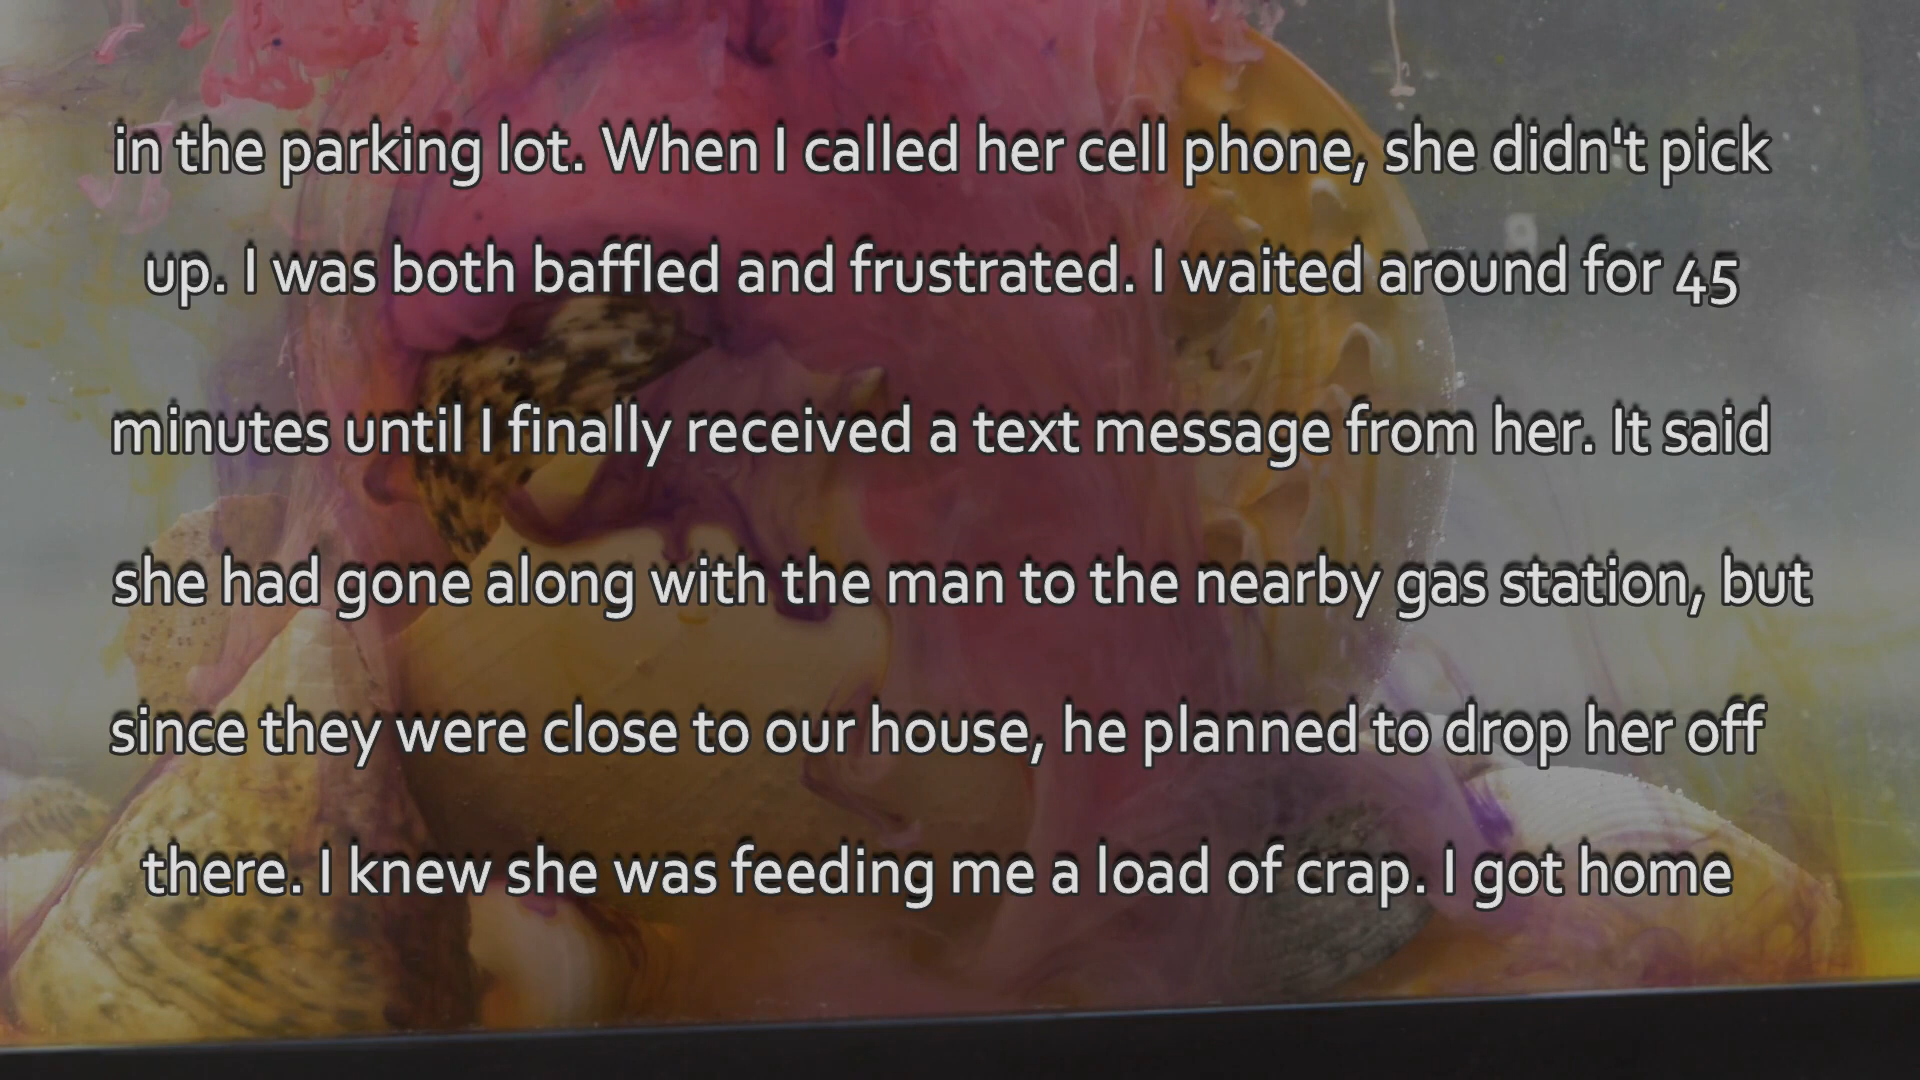 in the parking lot. When I called her cell phone, she didn't pick
up. I was both baffled and frustrated. I waited around for 45
minutes until I finally received a text message from her. It said
she had gone along with the man to the nearby gas station, but
since they were close to our house, he planned to drop her off
there. I knew she was feeding me a load of crap. I got home